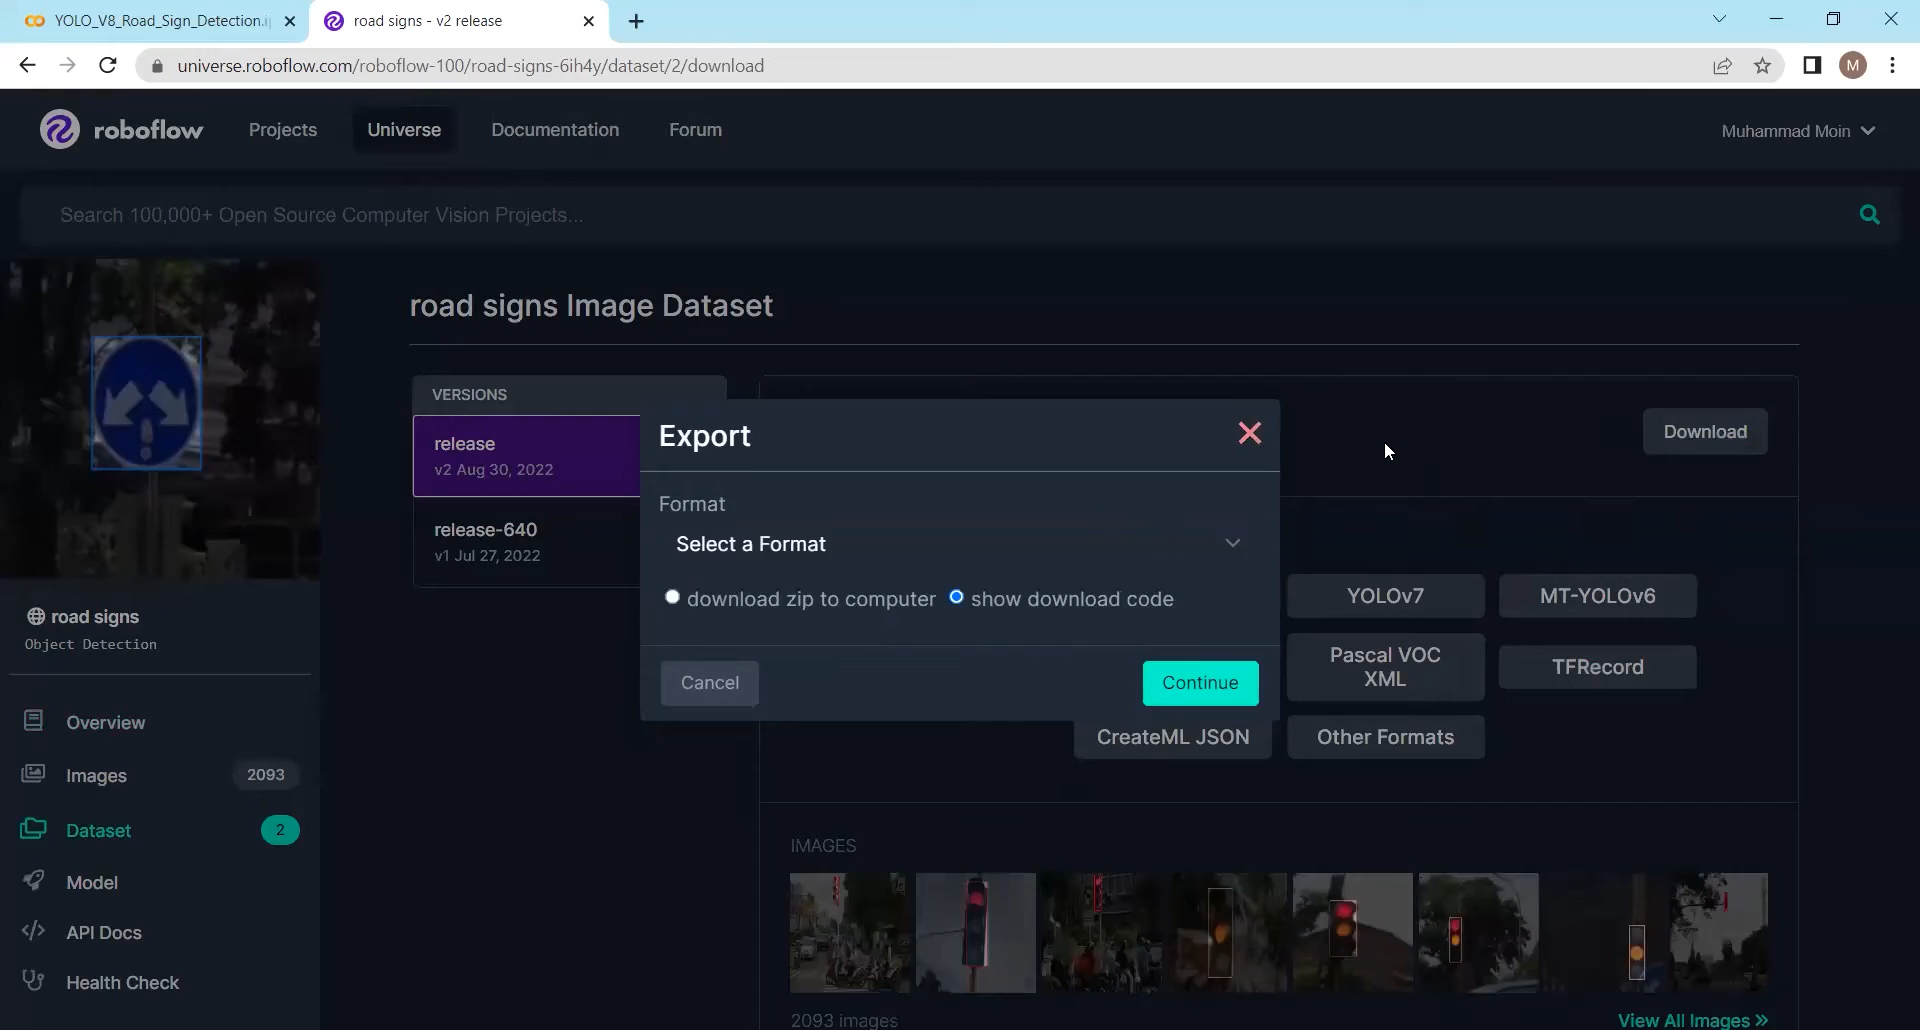 YOLO_V8_Road_Sign_Detection.i
road signs - v2 release
universe.roboflow.com/roboflow-100/road-signs-6ih4y/dataset/2/download
M
roboflow
Projects
Universe
Documentation
Forum
Muhammad Moin
Search 100,000+ Open Source Computer Vision Projects...
road signs Image Dataset
VERSIONS
release
v2 Aug 30, 2022
release-640
v1 Jul 27, 2022
Download
Export
Format
Select a Format
download zip to computer
show download code
Cancel
Continue
YOLOv7
MT-YOLOv6
Pascal VOC
XML
TFRecord
CreateML JSON
Other Formats
road signs
Object Detection
Overview
Images
2093
Dataset
2
Model
API Docs
Health Check
IMAGES
2093 images
View All Images »